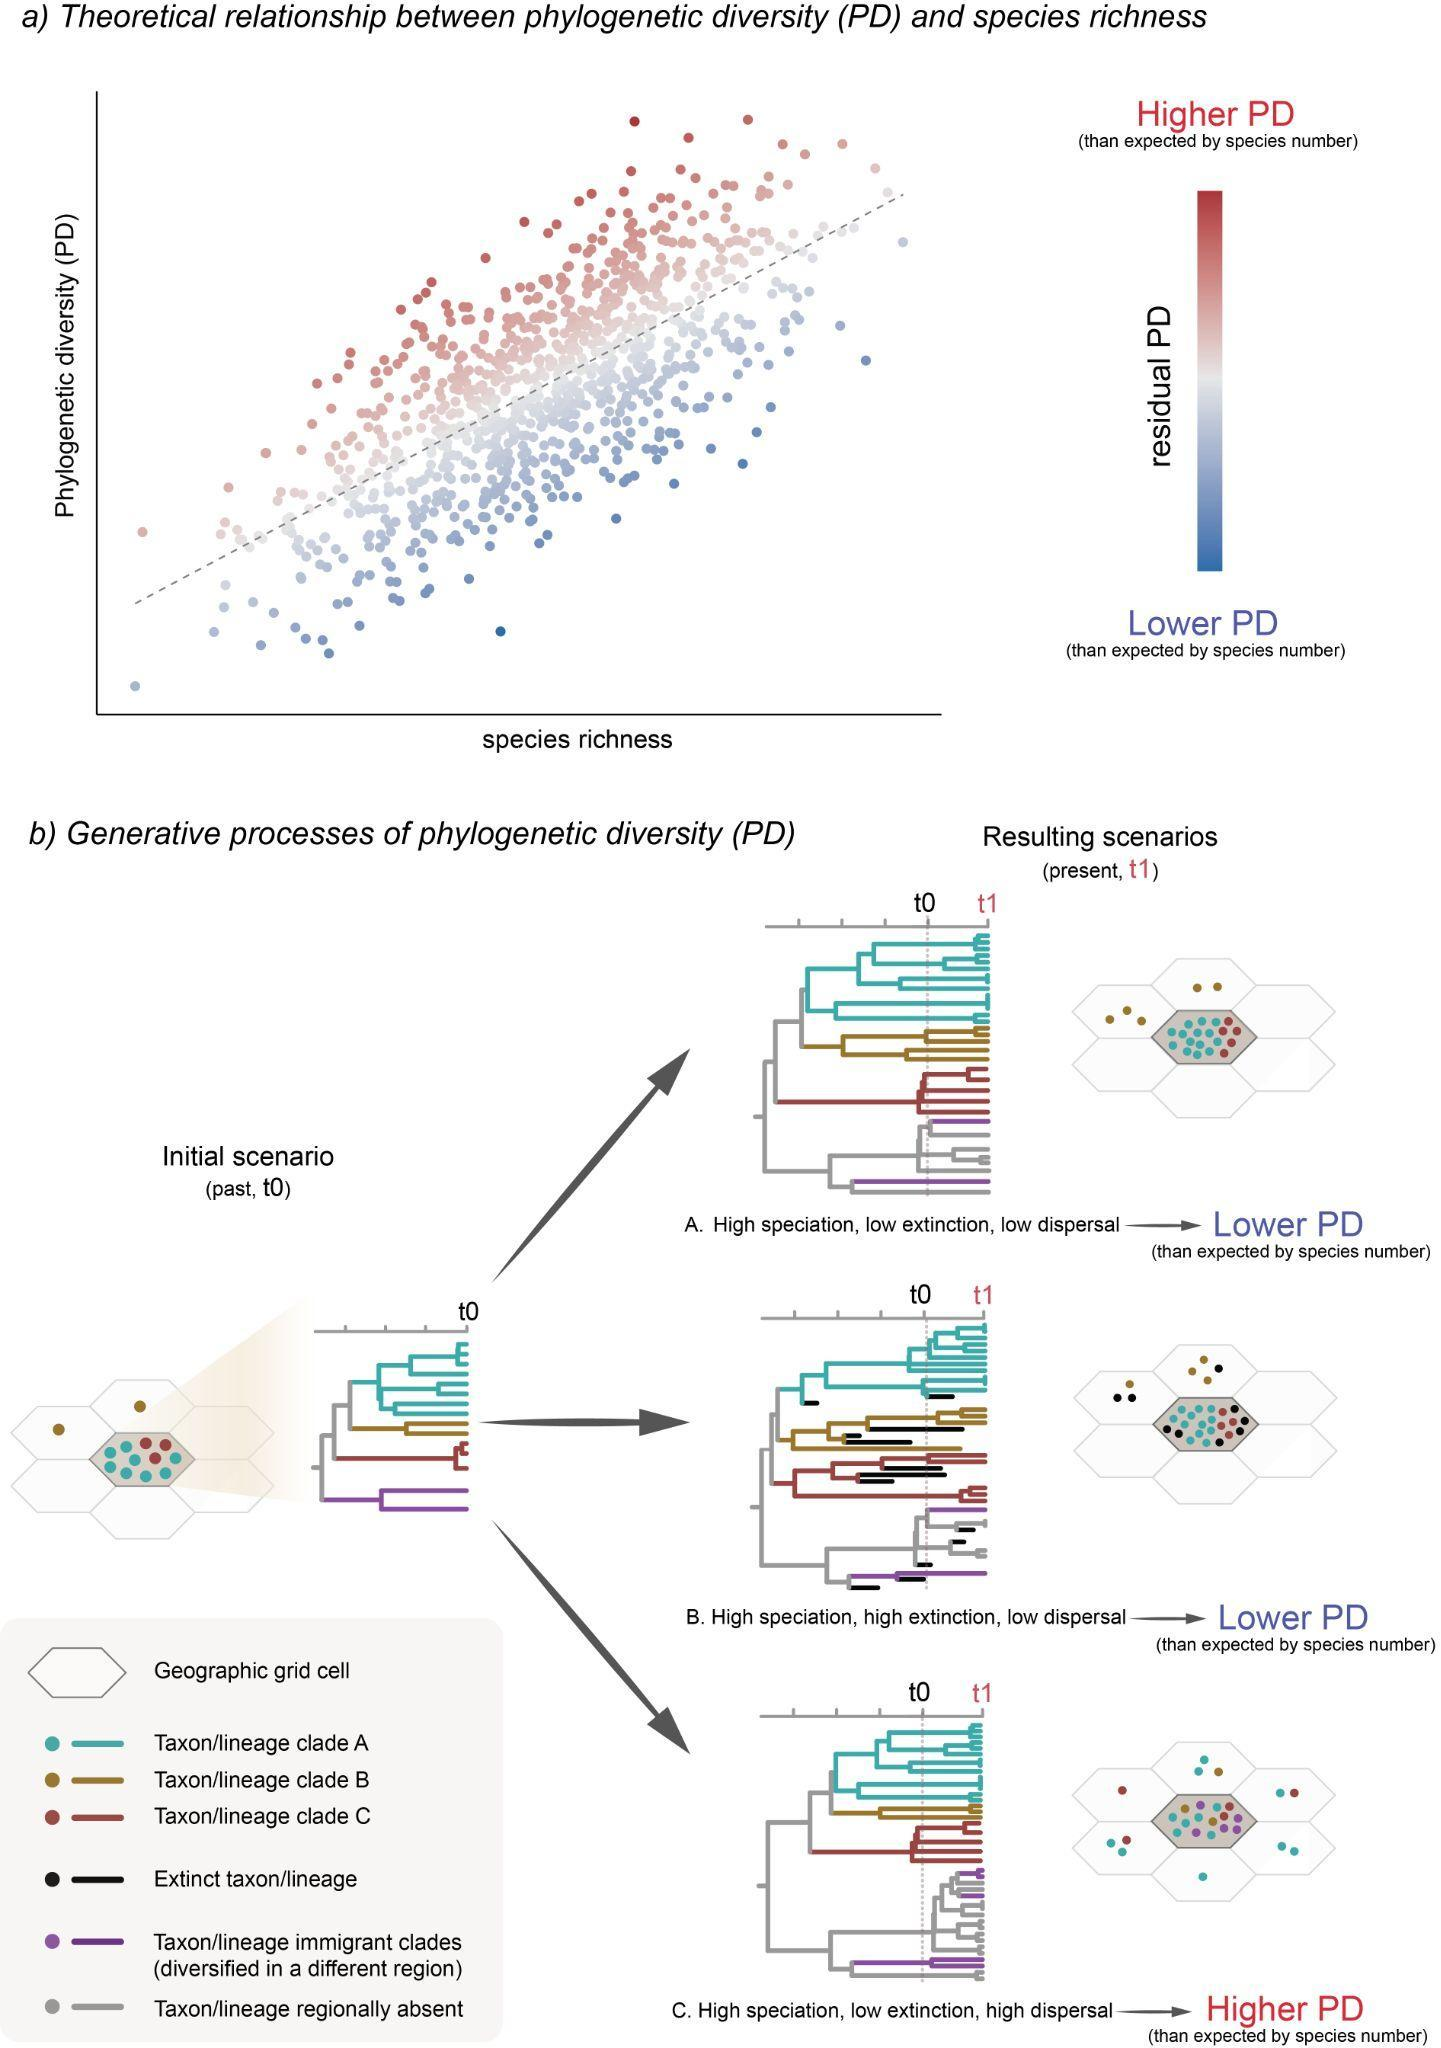 a) Theoretical relationship between phylogenetic diversity (PD) and species richness
Higher PD
(than expected by species number)
Phylogenetic diversity (PD)
residual PD
Lower PD
(than expected by species number)
species richness
b) Generative processes of phylogenetic diversity (PD)
Resulting scenarios
(present, t1)
t0
t1
Initial scenario
(past, t0)
A. High speciation, low extinction, low dispersal
Lower PD
(than expected by species number)
t0
t0
t1
B. High speciation, high extinction, low dispersal
Lower PD
(than expected by species number)
Geographic grid cell
Taxon/lineage clade A
Taxon/lineage clade B
Taxon/lineage clade C
Extinct taxon/lineage
Taxon/lineage immigrant clades
(diversified in a different region)
Taxon/lineage regionally absent
t0
t1
C. High speciation, low extinction, high dispersal
Higher PD
(than expected by species number)